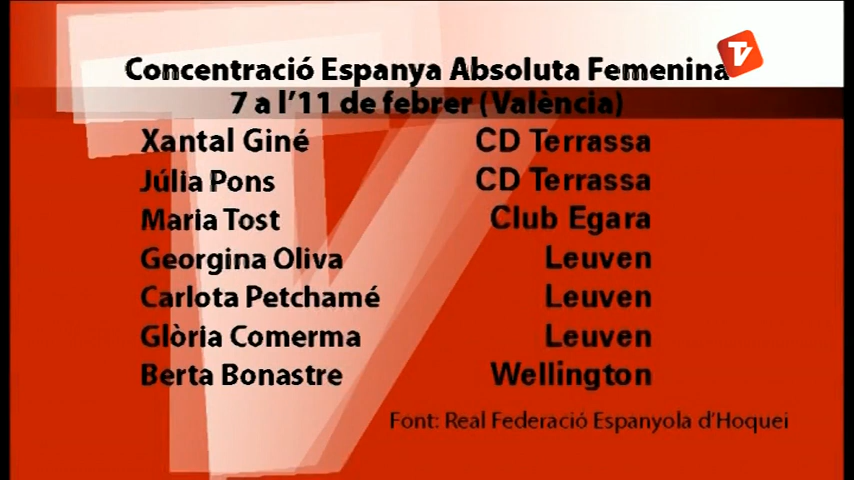 Concentració Espanya Absoluta Femenina
TV
7 a l'11 de febrer (València)
Xantal Giné CD Terrassa
Júlia Pons CD Terrassa
Maria Tost Club Egara
Georgina Oliva Leuven
Carlota Petchamé Leuven
Glòria Comerma Leuven
Berta Bonastre Wellington
Font: Real Federació Espanyola d'Hoquei